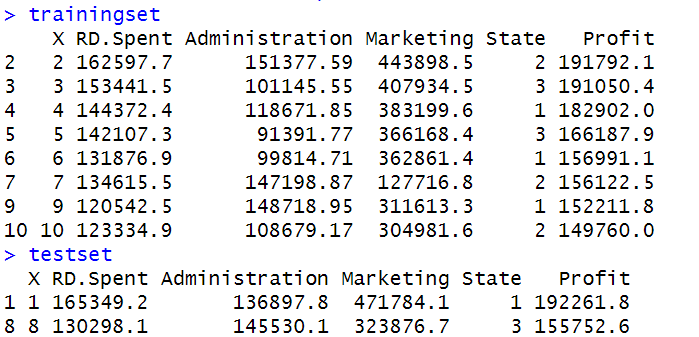 > trainingset
X RD.Spent Administration Marketing State Profit
2 2 162597.7 151377.59 443898.5 2 191792.1
3 3 153441.5 101145.55 407934.5 3 191050.4
4 4 144372.4 118671.85 383199.6 1 182902.0
5 5 142107.3 91391.77 366168.4 3 166187.9
6 6 131876.9 99814.71 362861.4 1 156991.1
7 7 134615.5 147198.87 127716.8 2 156122.5
9 9 120542.5 148718.95 311613.3 1 152211.8
10 10 123334.9 108679.17 304981.6 2 149760.0
> testset
X RD.Spent Administration Marketing State Profit
1 1 165349.2 136897.8 471784.1 1 192261.8
8 8 130298.1 145530.1 323876.7 3 155752.6